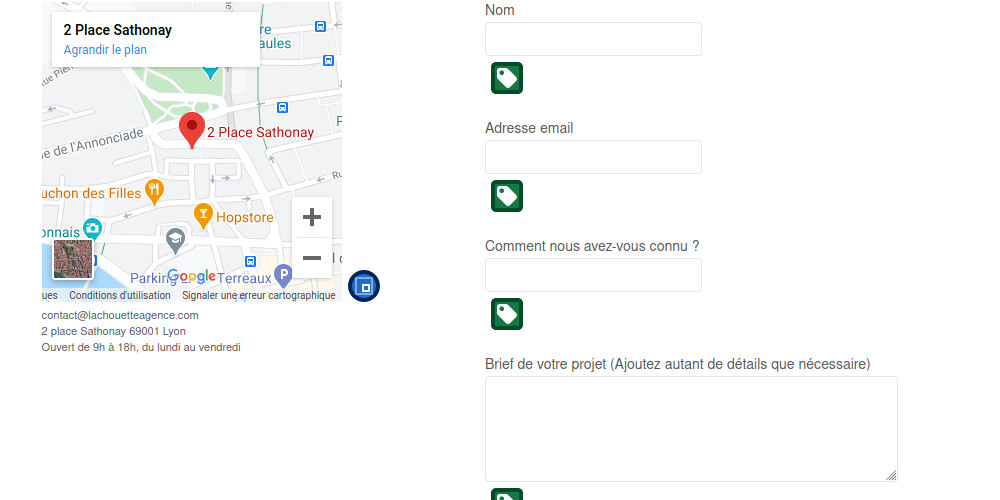 2 Place Sathonay
Agrandir le plan
2 Place Sathonay
e de l'Annonciade
uchon des Filles
Hopstore
onnais
Google
Parking
Terreaux
ues
Conditions d'utilisation
Signaler une erreur cartographique
contact@lachouetteagence.com
2 place Sathonay 69001 Lyon
Ouvert de 9h à 18h, du lundi au vendredi
Nom
Adresse email
Comment nous avez-vous connu ?
Brief de votre projet (Ajoutez autant de détails que nécessaire)